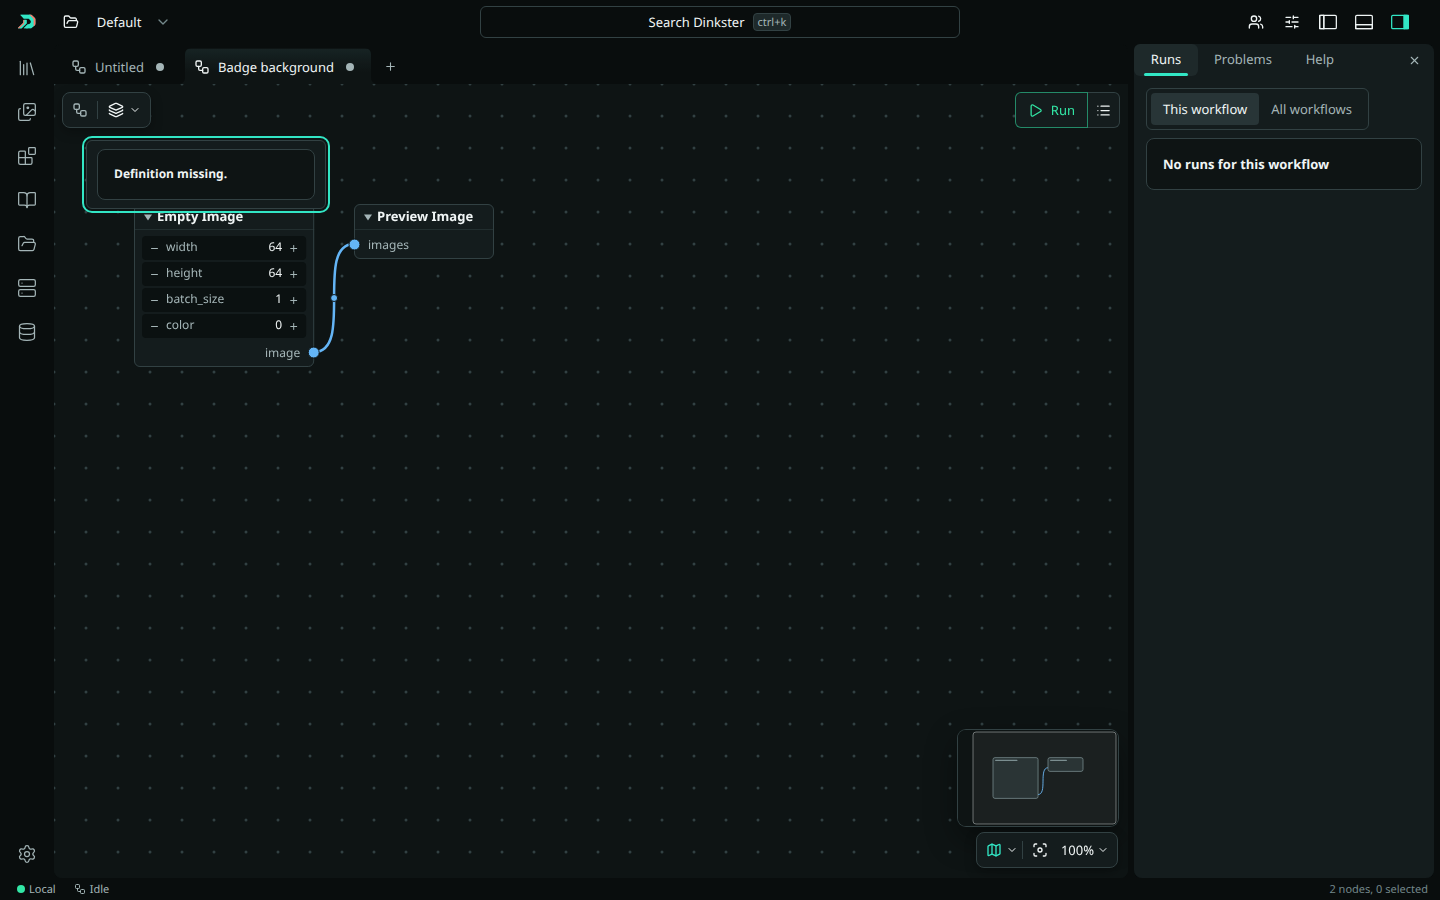 Default
Search Dinkster ctrl+k
Untitled
Badge background
Runs
Problems
Help
This workflow
All workflows
No runs for this workflow
Run
Definition missing.
Empty Image
width 64
height 64
batch_size 1
color 0
image
Preview Image
images
100%
Local
Idle
2 nodes, 0 selected